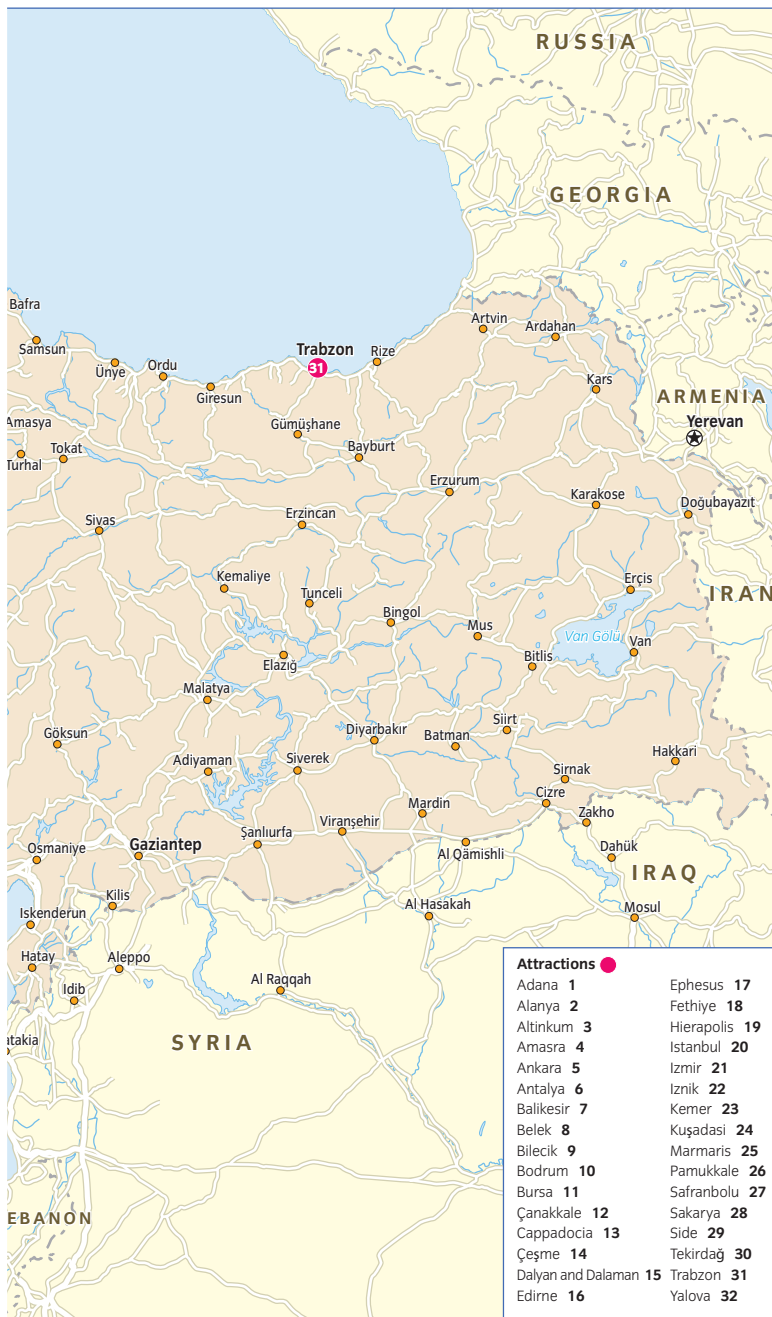 RUSSIA
GEORGIA
Bafra
Samsun
Ünye
Ordu
Giresun
Trabzon
31
Rize
Artvin
Ardahan
Kars
ARMENIA
Yerevan
Amasya
Turhal
Tokat
Gümüşhane
Bayburt
Erzurum
Karakose
Doğubayazıt
Sivas
Erzincan
Kemaliye
Tunceli
Bingol
Mus
Erçis
IRAN
Van Gölü
Van
Bitlis
Elazığ
Malatya
Göksun
Adiyaman
Siverek
Diyarbakır
Batman
Siirt
Hakkari
Sirnak
Cizre
Mardin
Viranşehir
Şanlıurfa
Gaziantep
Osmaniye
Zakho
Al Qāmishli
Dahūk
IRAQ
Kilis
Iskenderun
Al Hasakah
Mosul
Hatay
Aleppo
Idib
Al Raqqah
atakia
SYRIA
EBANON
Attractions
Adana 1
Alanya 2
Altinkum 3
Amasra 4
Ankara 5
Antalya 6
Balikesir 7
Belek 8
Bilecik 9
Bodrum 10
Bursa 11
Çanakkale 12
Cappadocia 13
Çeşme 14
Dalyan and Dalaman 15
Edirne 16
Ephesus 17
Fethiye 18
Hierapolis 19
Istanbul 20
Izmir 21
Iznik 22
Kemer 23
Kuşadasi 24
Marmaris 25
Pamukkale 26
Safranbolu 27
Sakarya 28
Side 29
Tekirdağ 30
Trabzon 31
Yalova 32